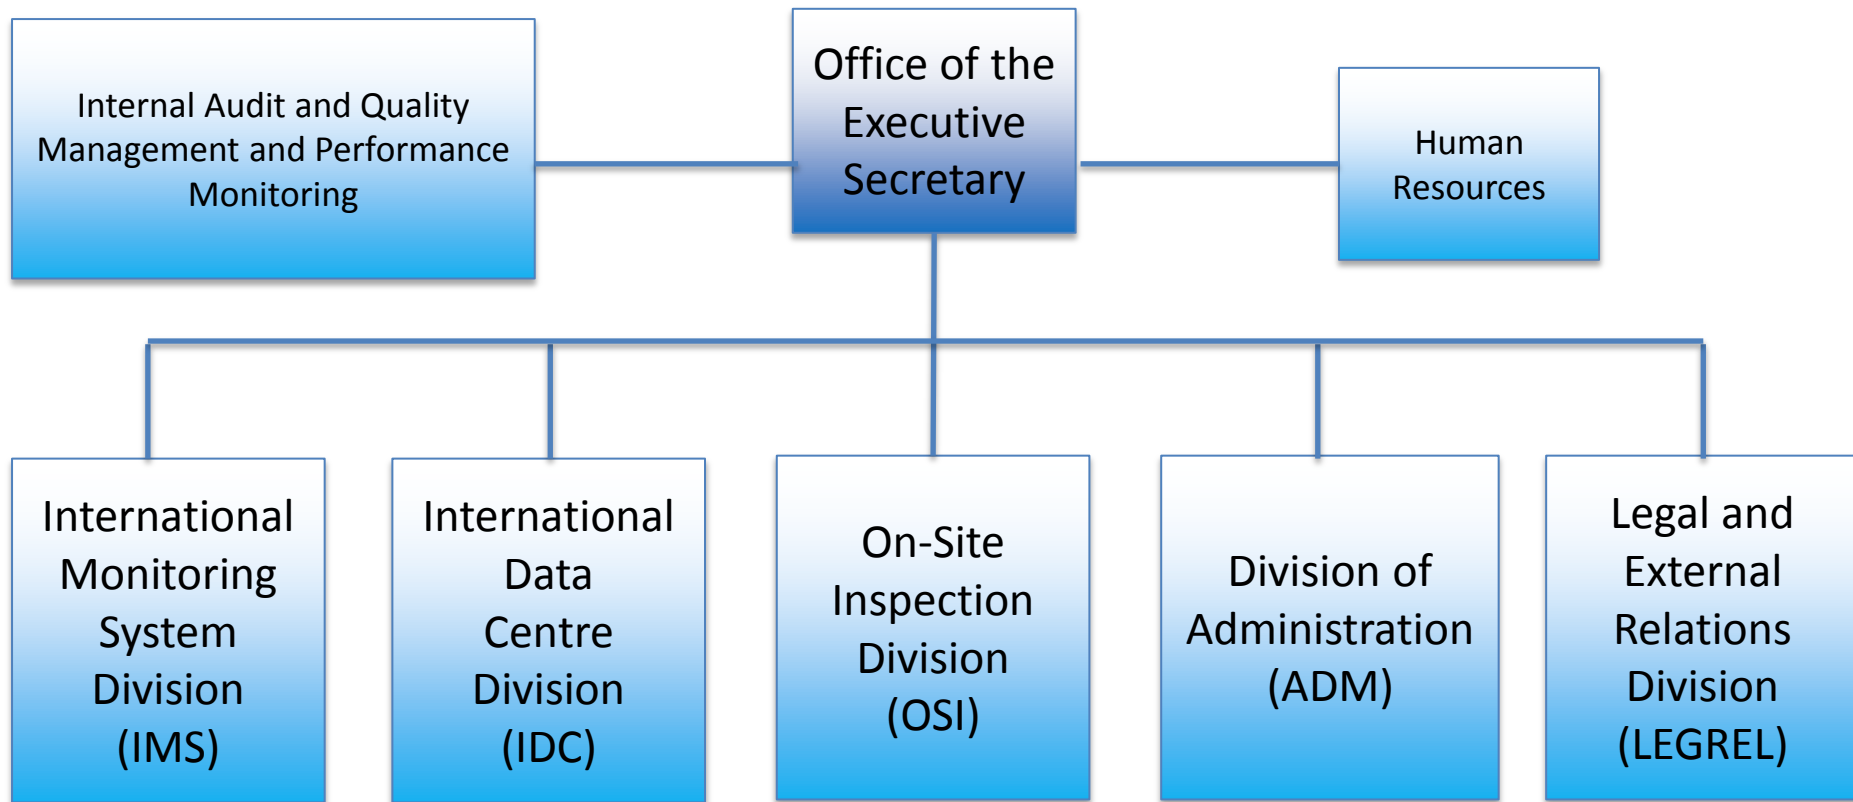 Internal Audit and Quality
Management and Performance
Monitoring
Office of the
Executive
Secretary
Human
Resources
International
Monitoring
System
Division
(IMS)
International
Data
Centre
Division
(IDC)
On-Site
Inspection
Division
(OSI)
Division of
Administration
(ADM)
Legal and
External
Relations
Division
(LEGREL)